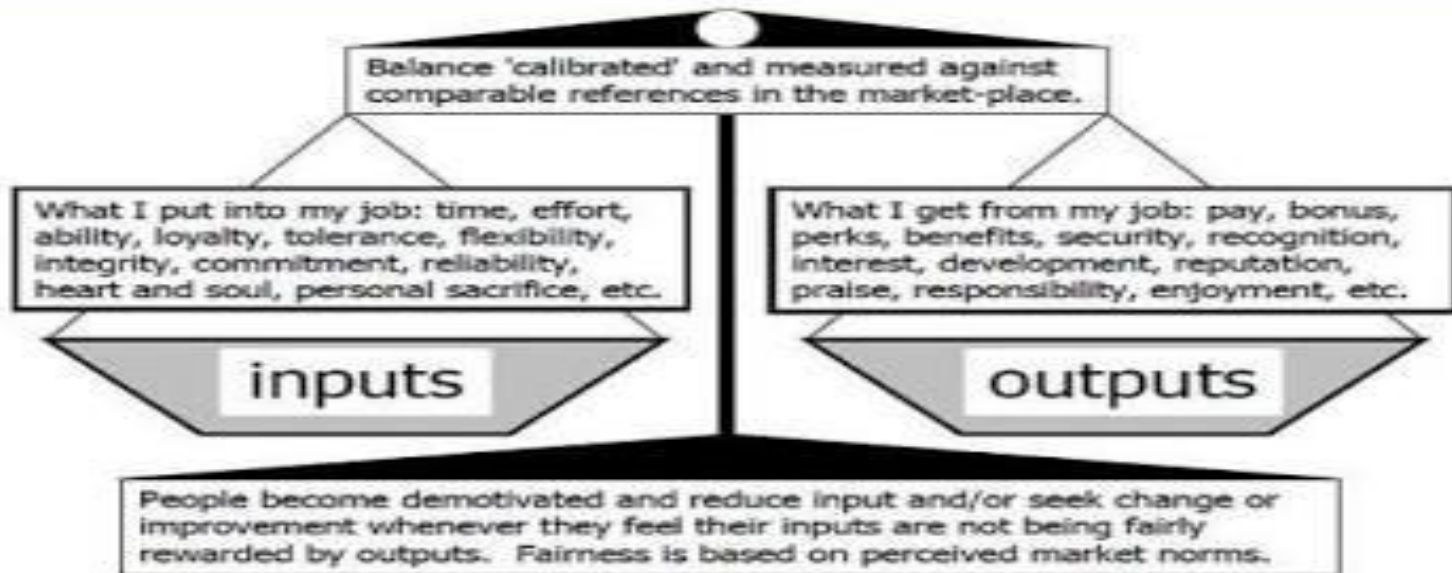 Balance 'calibrated' and measured against
comparable references in the market-place.
What I put into my job: time, effort,
ability, loyalty, tolerance, flexibility,
integrity, commitment, reliability,
heart and soul, personal sacrifice, etc.
What I get from my job: pay, bonus,
perks, benefits, security, recognition,
interest, development, reputation,
praise, responsibility, enjoyment, etc.
inputs
outputs
People become demotivated and reduce input and/or seek change or
improvement whenever they feel their inputs are not being fairly
rewarded by outputs.  Fairness is based on perceived market norms.